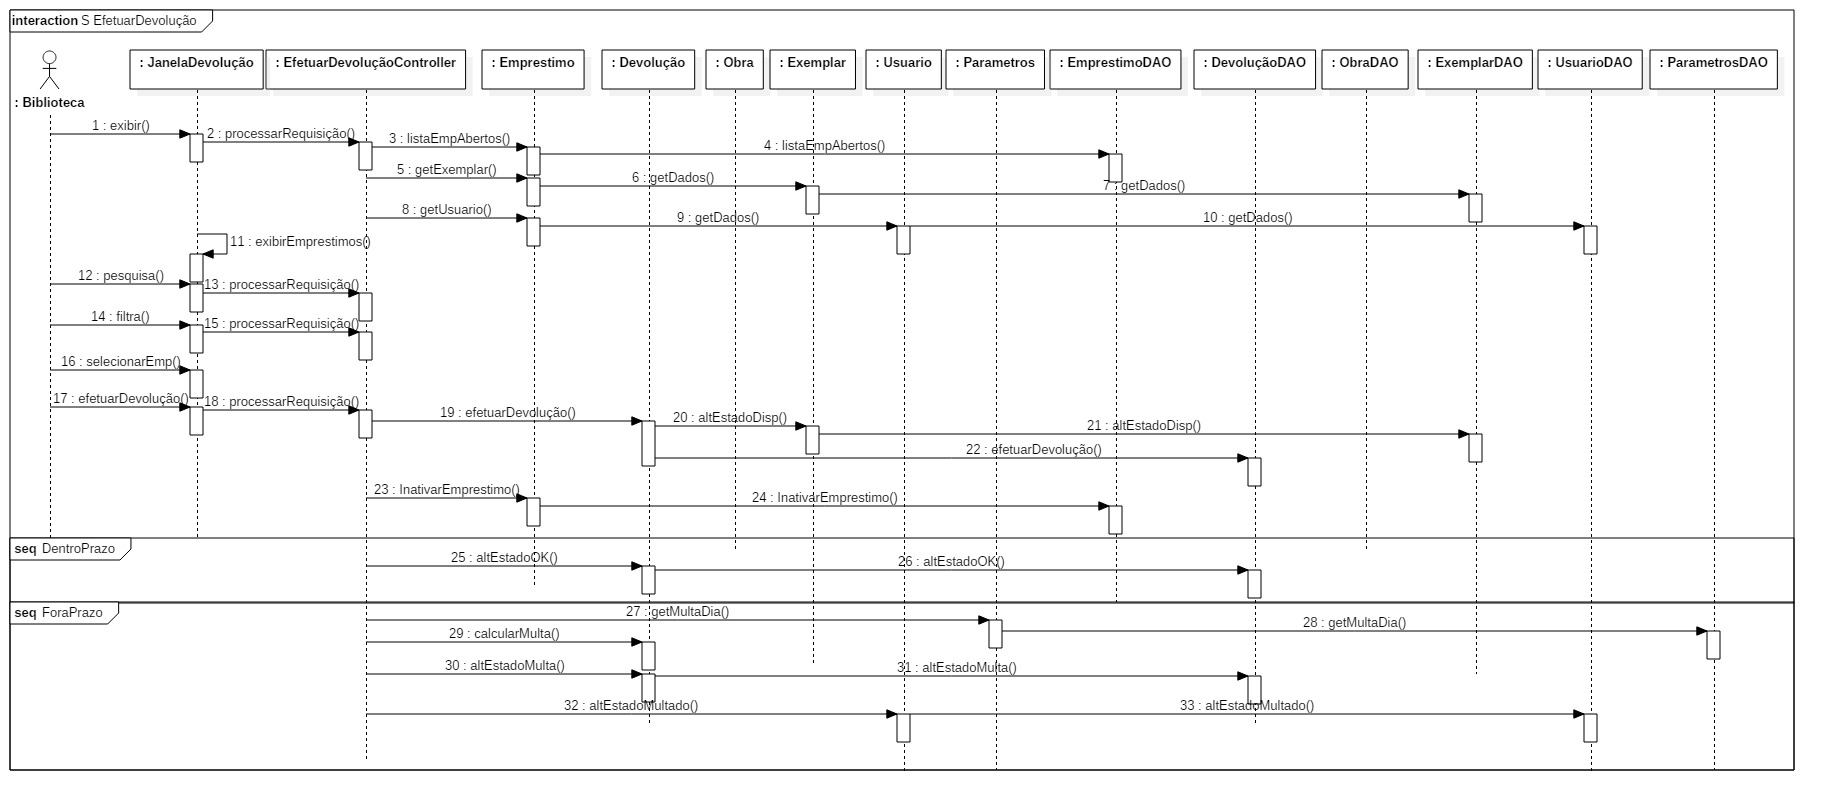 interaction S EfetuarDevolução
: Biblioteca
: JanelaDevolução
: EfetuarDevoluçãoController
: Emprestimo
: Devolução
: Obra
: Exemplar
: Usuario
: Parametros
: EmprestimoDAO
: DevoluçãoDAO
: ObraDAO
: ExemplarDAO
: UsuarioDAO
: ParametrosDAO
1 : exibir()
2 : processarRequisição()
3 : listaEmpAbertos()
4 : listaEmpAbertos()
5 : getExemplar()
6 : getDados()
7 : getDados()
8 : getUsuario()
9 : getDados()
10 : getDados()
11 : exibirEmprestimos()
12 : pesquisa()
13 : processarRequisição()
14 : filtra()
15 : processarRequisição()
16 : selecionarEmp()
17 : efetuarDevolução()
18 : processarRequisição()
19 : efetuarDevolução()
20 : altEstadoDisp()
21 : altEstadoDisp()
22 : efetuarDevolução()
23 : InativarEmprestimo()
24 : InativarEmprestimo()
seq DentroPrazo
25 : altEstadoOK()
26 : altEstadoOK()
seq ForaPrazo
27 : getMultaDia()
28 : getMultaDia()
29 : calcularMulta()
30 : altEstadoMulta()
31 : altEstadoMulta()
32 : altEstadoMultado()
33 : altEstadoMultado()